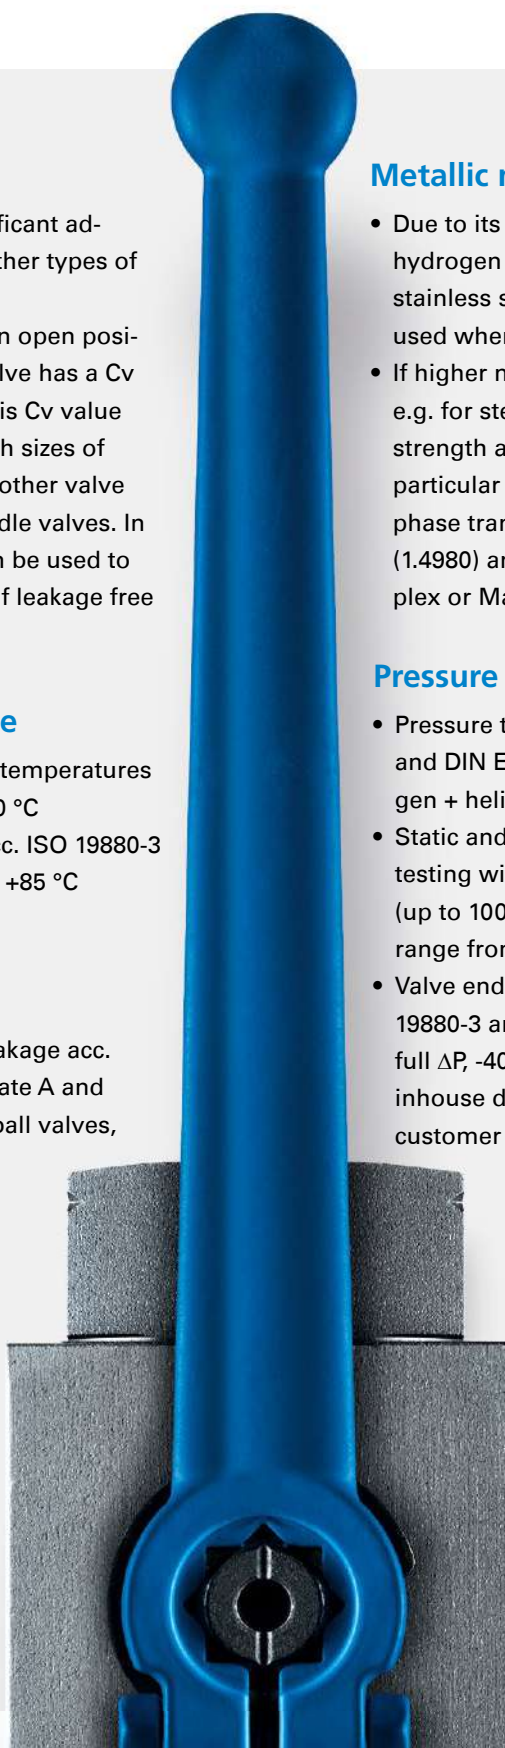 ficant ad-
ther types of
n open posi-
lve has a Cv
is Cv value
h sizes of
other valve
dle valves. In
n be used to
f leakage free
e
temperatures
0 °C
c. ISO 19880-3
+85 °C
akage acc.
ate A and
ball valves,
Metallic
• Due to its
hydrogen
stainless s
used when
• If higher n
e.g. for ste
strength a
particular
phase tran
(1.4980) an
plex or Ma
Pressure
• Pressure t
and DIN E
gen + heli
• Static and
testing wi
(up to 100
range from
• Valve end
19880-3 an
full ΔP, -40
inhouse d
customer